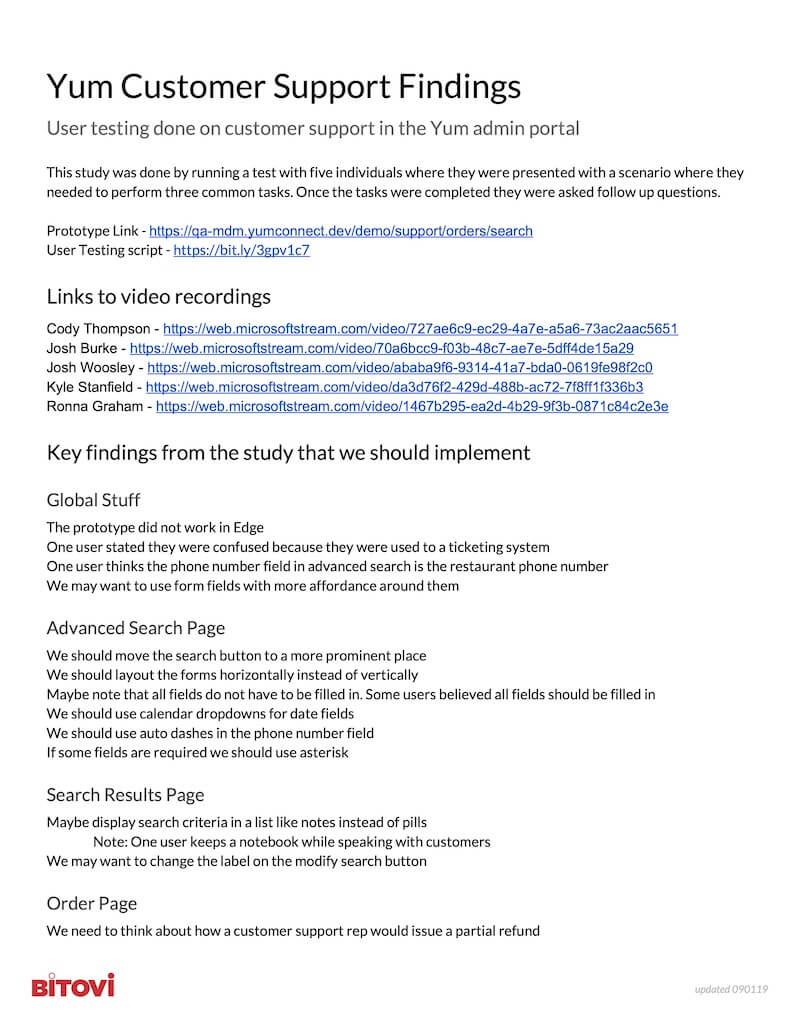 Yum Customer Support Findings
User testing done on customer support in the Yum admin portal
This study was done by running a test with five individuals where they were presented with a scenario where they
needed to perform three common tasks. Once the tasks were completed they were asked follow up questions.
Prototype Link - https://qa-mdm.yumconnect.dev/demo/support/orders/search
User Testing script - https://bit.ly/3gpv1c7
Links to video recordings
Cody Thompson - https://web.microsoftstream.com/video/727ae6c9-ec29-4a7e-a5a6-73ac2aac5651
Josh Burke - https://web.microsoftstream.com/video/70a6bcc9-f03b-48c7-ae7e-5dff4de15a29
Josh Woosley - https://web.microsoftstream.com/video/ababa9f6-9314-41a7-bda0-0619fe98f2c0
Kyle Stanfield - https://web.microsoftstream.com/video/da3d76f2-429d-488b-ac72-7f8ff1f336b3
Ronna Graham - https://web.microsoftstream.com/video/1467b295-ea2d-4b29-9f3b-0871c84c2e3e
Key findings from the study that we should implement
Global Stuff
The prototype did not work in Edge
One user stated they were confused because they were used to a ticketing system
One user thinks the phone number field in advanced search is the restaurant phone number
We may want to use form fields with more affordance around them
Advanced Search Page
We should move the search button to a more prominent place
We should layout the forms horizontally instead of vertically
Maybe note that all fields do not have to be filled in. Some users believed all fields should be filled in
We should use calendar dropdowns for date fields
We should use auto dashes in the phone number field
If some fields are required we should use asterisk
Search Results Page
Maybe display search criteria in a list like notes instead of pills
Note: One user keeps a notebook while speaking with customers
We may want to change the label on the modify search button
Order Page
We need to think about how a customer support rep would issue a partial refund
BITOVI
updated 090119